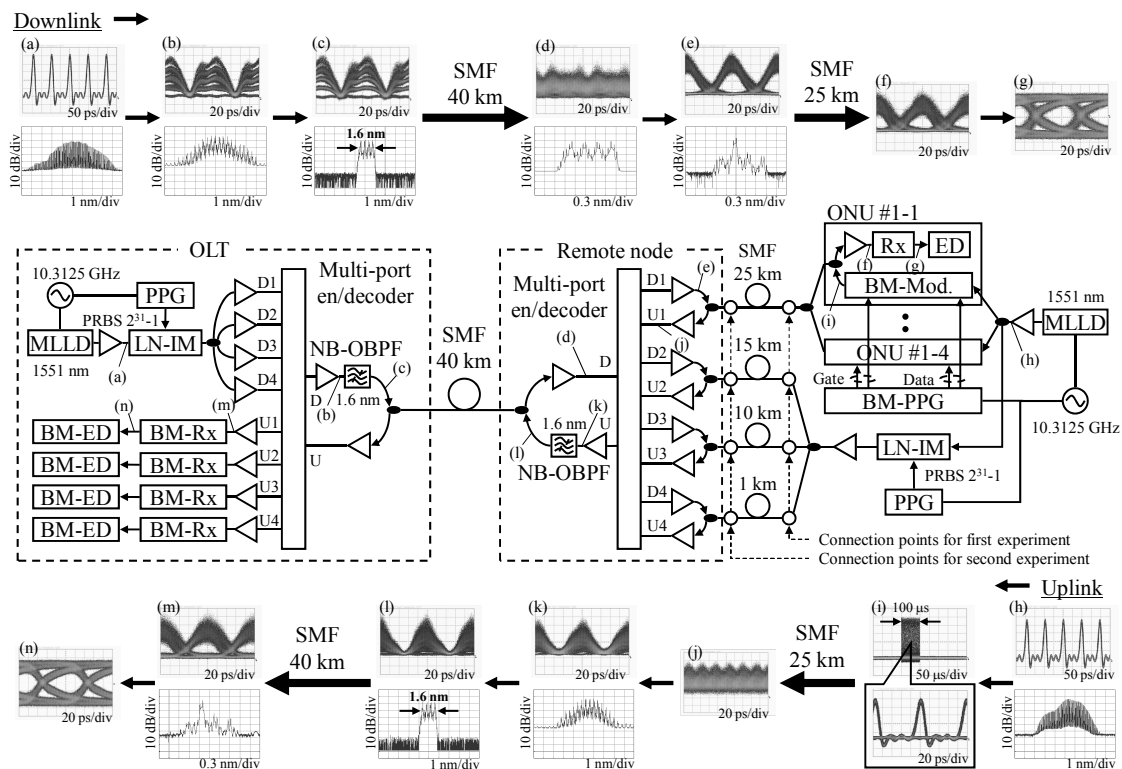 Downlink
(a)
50 ps/div
10 dB/div
1 nm/div
(b)
20 ps/div
10 dB/div
1 nm/div
(c)
20 ps/div
1.6 nm
10 dB/div
1 nm/div
SMF
40 km
(d)
20 ps/div
10 dB/div
0.3 nm/div
(e)
20 ps/div
10 dB/div
0.3 nm/div
SMF
25 km
(f)
20 ps/div
(g)
20 ps/div
OLT
10.3125 GHz
PPG
PRBS 2³¹-1
MLLD
1551 nm
(a)
LN-IM
D1
D2
D3
D4
Multi-port
en/decoder
NB-OBPF
(c)
D
(b)
1.6 nm
U
(n)
(m)
BM-ED
BM-Rx
U1
BM-ED
BM-Rx
U2
BM-ED
BM-Rx
U3
BM-ED
BM-Rx
U4
SMF
40 km
Remote node
Multi-port
en/decoder
(d)
D
(k)
1.6 nm
U
(l)
NB-OBPF
D1
(e)
U1
(j)
D2
U2
D3
U3
D4
U4
SMF
25 km
15 km
10 km
1 km
ONU #1-1
Rx
ED
(f)
(g)
BM-Mod.
(i)
ONU #1-4
Gate
Data
BM-PPG
1551 nm
MLLD
(h)
10.3125 GHz
LN-IM
PRBS 2³¹-1
PPG
Connection points for first experiment
Connection points for second experiment
Uplink
(n)
20 ps/div
(m)
20 ps/div
10 dB/div
0.3 nm/div
SMF
40 km
(l)
20 ps/div
1.6 nm
10 dB/div
1 nm/div
(k)
20 ps/div
10 dB/div
1 nm/div
(j)
20 ps/div
SMF
25 km
(i)
100 µs
50 µs/div
20 ps/div
(h)
50 ps/div
10 dB/div
1 nm/div